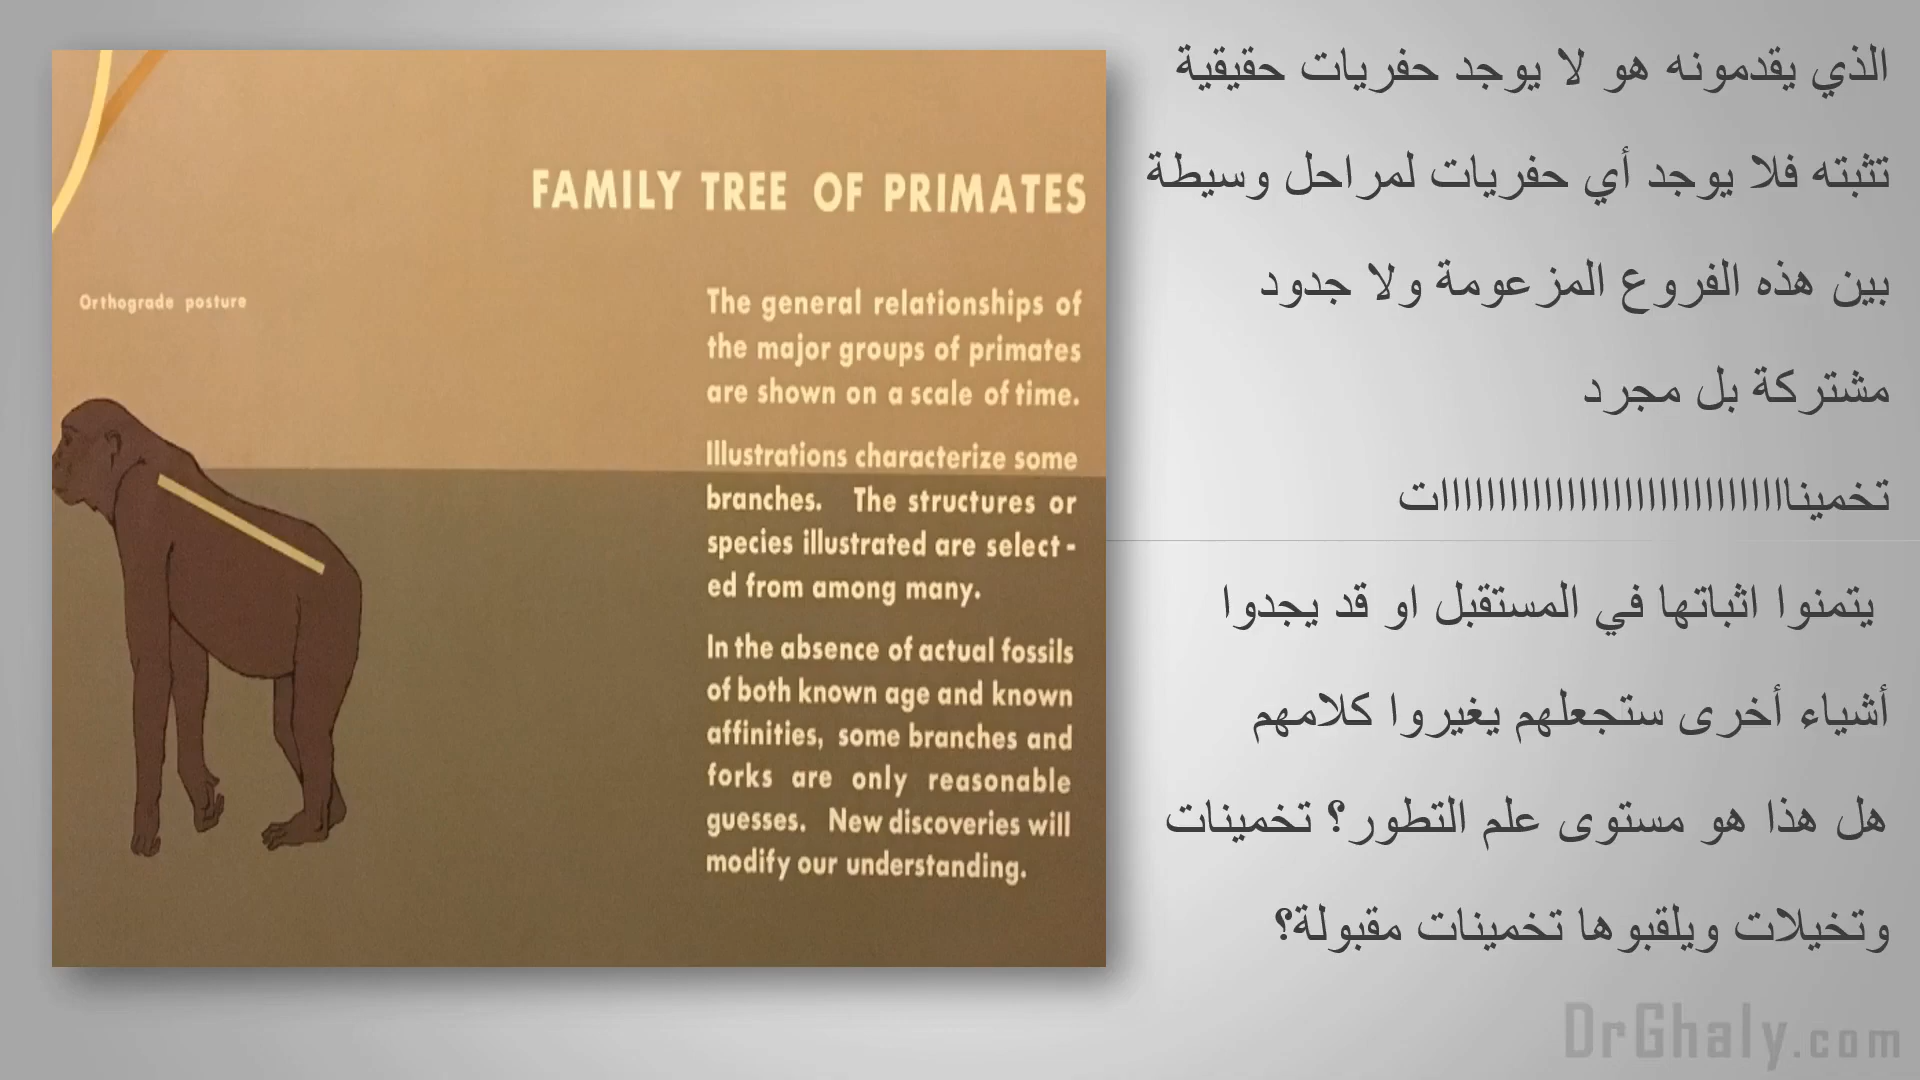 FAMILY TREE OF PRIMATES
Orthograde posture
The general relationships of
the major groups of primates
are shown on a scale of time.
Illustrations characterize some
branches. The structures or
species illustrated are select -
ed from among many.
In the absence of actual fossils
of both known age and known
affinities, some branches and
forks are only reasonable
guesses. New discoveries will
modify our understanding.
الذي يقدمونه هو لا يوجد حفريات حقيقية
تثبته فلا يوجد أي حفريات لمراحل وسيطة
بين هذه الفروع المزعومة ولا جدود
مشتركة بل مجرد
تخميناااااااااااااااااااااااااااااات
يتمنوا اثباتها في المستقبل او قد يجدوا
أشياء أخرى ستجعلهم يغيروا كلامهم
هل هذا هو مستوى علم التطور؟ تخمينات
وتخيلات ويلقبوها تخمينات مقبولة؟
DrGhaly.com